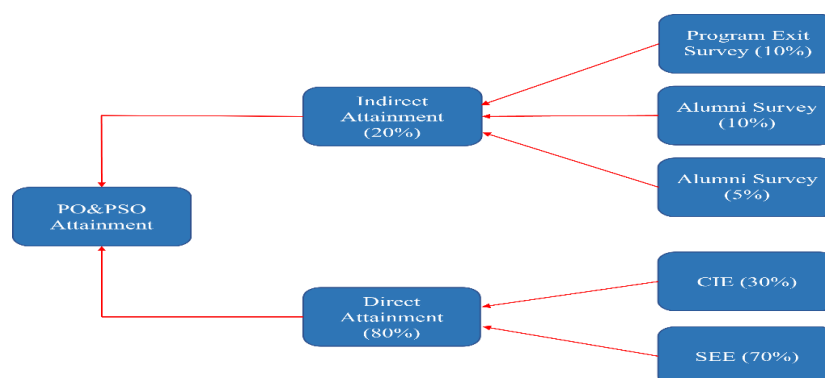 Program Exit
Survey (10%)
Indirect
Attainment
(20%)
Alumni Survey
(10%)
Alumni Survey
(5%)
PO&PSO
Attainment
Direct
Attainment
(80%)
CIE (30%)
SEE (70%)